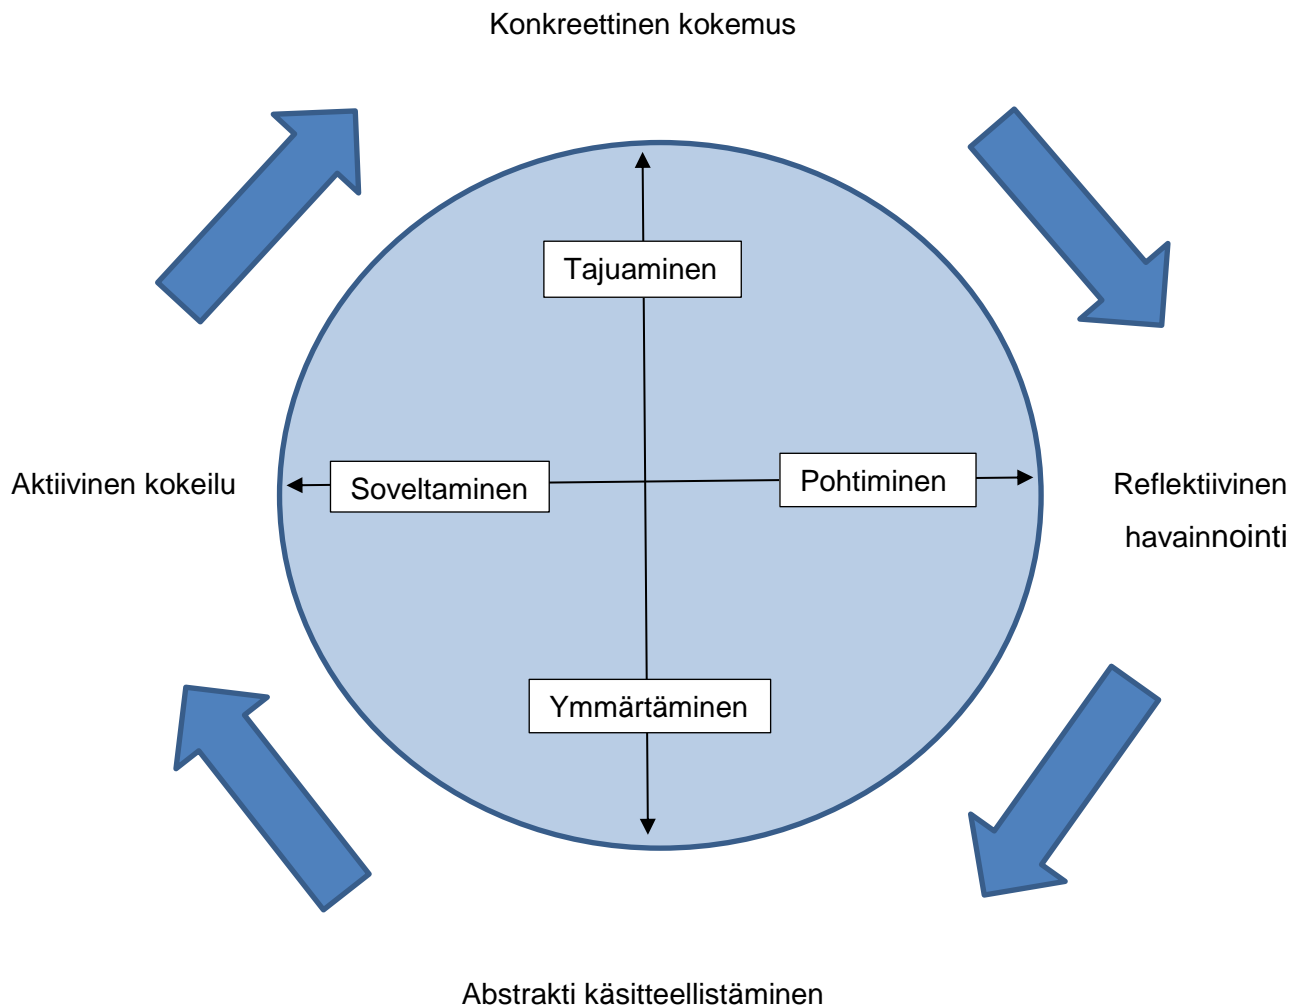 Konkreettinen kokemus
Tajuaminen
Aktiivinen kokeilu
Soveltaminen
Pohtiminen
Reflektiivinen
havainnointi
Ymmärtäminen
Abstrakti käsitteellistäminen